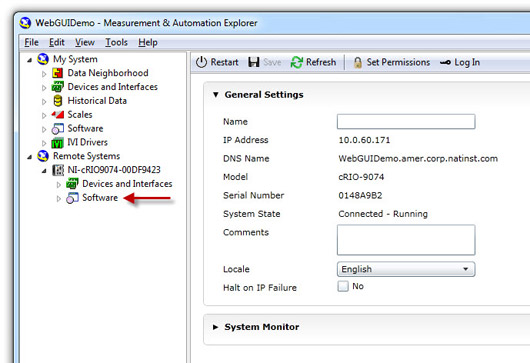 WebGUIDemo - Measurement & Automation Explorer
File Edit View Tools Help
My System
Data Neighborhood
Devices and Interfaces
Historical Data
Scales
Software
IVI Drivers
Remote Systems
NI-cRIO9074-00DF9423
Devices and Interfaces
Software
Restart Save Refresh Set Permissions Log In
General Settings
Name
IP Address 10.0.60.171
DNS Name WebGUIDemo.amer.corp.natinst.com
Model cRIO-9074
Serial Number 0148A9B2
System State Connected - Running
Comments
Locale English
Halt on IP Failure No
System Monitor